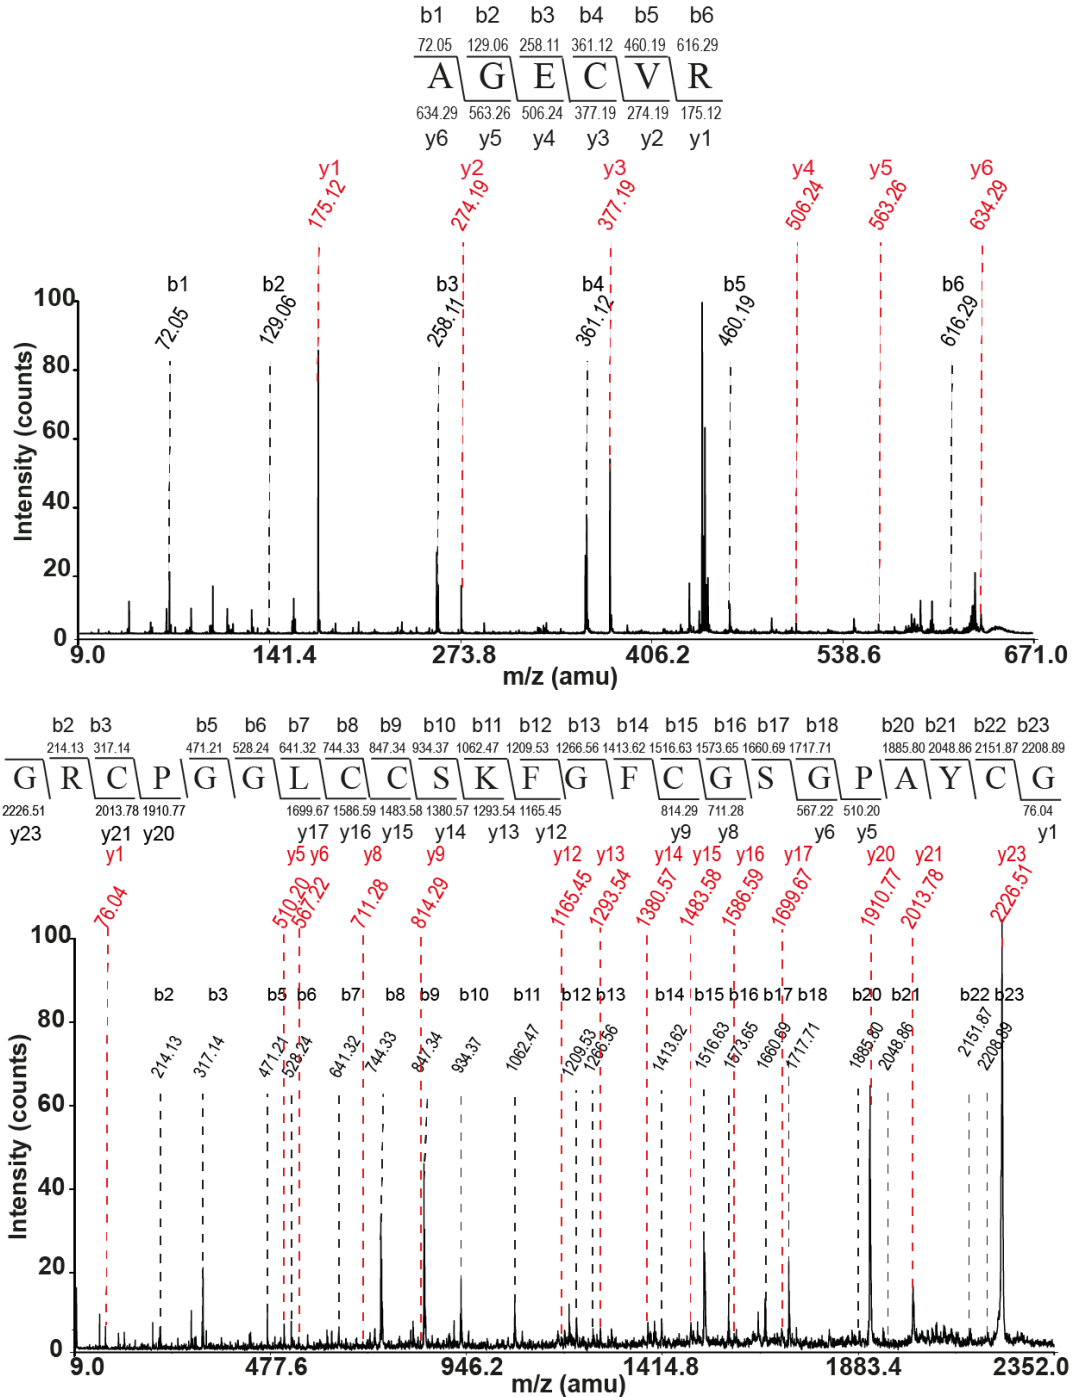 b1 b2 b3 b4 b5 b6
72.05 129.06 258.11 361.12 460.19 616.29
A G E C V R
634.29 563.26 506.24 377.19 274.19 175.12
y6 y5 y4 y3 y2 y1
y1 y2 y3 y4 y5 y6
175.12 274.19 377.19 506.24 563.26 634.29
b1 b2 b3 b4 b5 b6
72.05 129.06 258.11 361.12 460.19 616.29
Intensity (counts)
100
80
60
40
20
0
9.0 141.4 273.8 406.2 538.6 671.0
m/z (amu)
b2 b3 b5 b6 b7 b8 b9 b10 b11 b12 b13 b14 b15 b16 b17 b18 b20 b21 b22 b23
214.13 317.14 471.21 528.24 641.32 744.33 847.34 934.37 1062.47 1209.53 1266.56 1413.62 1516.63 1573.65 1660.69 1717.71 1885.80 2048.86 2151.87 2208.89
G R C P G G L C C S K F G F C G S G P A Y C G
2226.51 2013.78 1910.77 1699.67 1586.59 1483.58 1380.57 1293.54 1165.45 814.29 711.28 567.22 510.20 76.04
y23 y21 y20 y17 y16 y15 y14 y13 y12 y9 y8 y6 y5 y1
y1 y5 y6 y8 y9 y12 y13 y14 y15 y16 y17 y20 y21 y23
76.04 510.20 567.22 711.28 814.29 1165.45 1293.54 1380.57 1483.58 1586.59 1699.67 1910.77 2013.78 2226.51
b2 b3 b5 b6 b7 b8 b9 b10 b11 b12 b13 b14 b15 b16 b17 b18 b20 b21 b22 b23
214.13 317.14 471.21 528.24 641.32 744.33 847.34 934.37 1062.47 1209.53 1266.56 1413.62 1516.63 1573.65 1660.69 1717.71 1885.80 2048.86 2151.87 2208.89
Intensity (counts)
100
80
60
40
20
0
9.0 477.6 946.2 1414.8 1883.4 2352.0
m/z (amu)